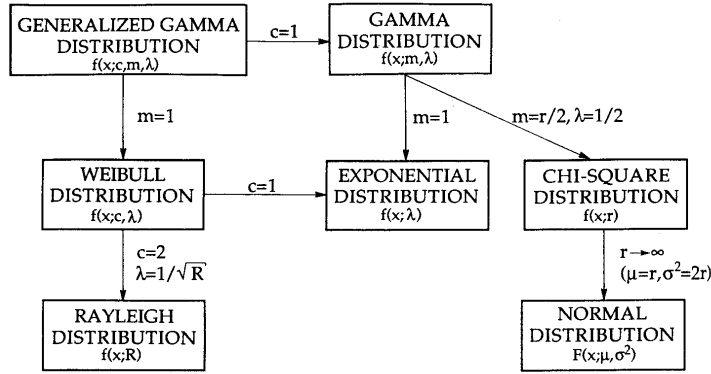 GENERALIZED GAMMA
DISTRIBUTION
f(x;c,m,λ)
c=1
GAMMA
DISTRIBUTION
f(x;m,λ)
m=1
m=1
m=r/2, λ=1/2
WEIBULL
DISTRIBUTION
f(x;c,λ)
c=1
EXPONENTIAL
DISTRIBUTION
f(x;λ)
CHI-SQUARE
DISTRIBUTION
f(x;r)
c=2
λ=1/√R
r→∞
(μ=r,σ²=2r)
RAYLEIGH
DISTRIBUTION
f(x;R)
NORMAL
DISTRIBUTION
F(x;μ,σ²)